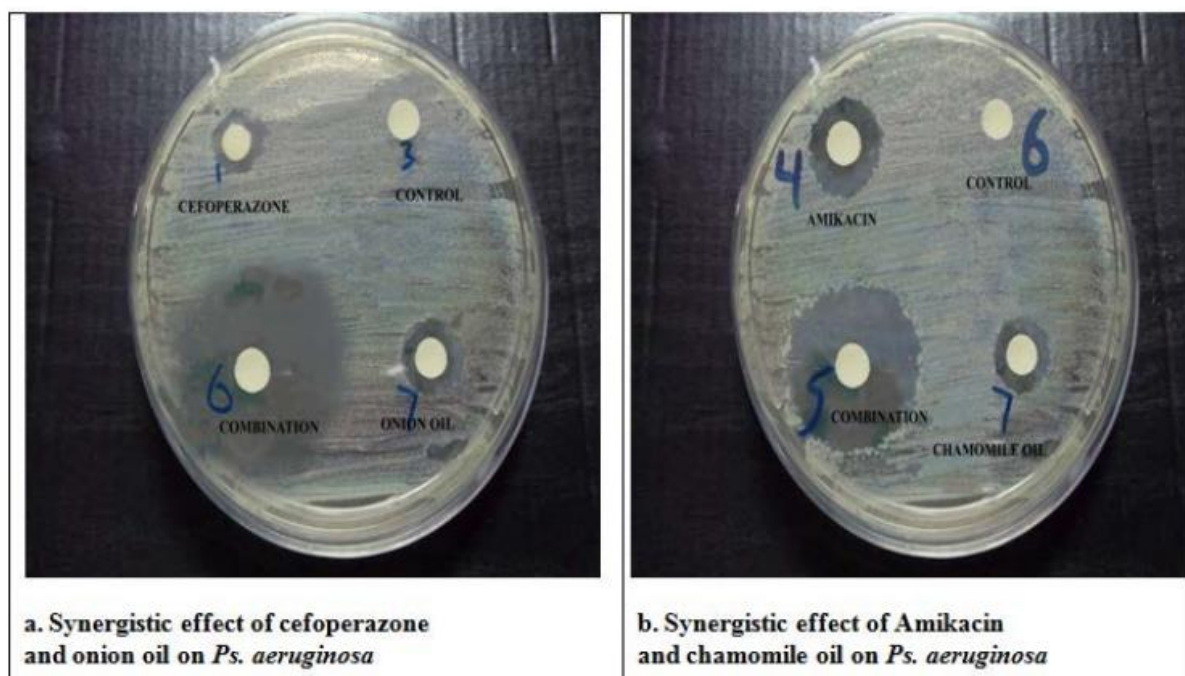 1
3
CEFOPERAZONE
CONTROL
6
7
COMBINATION
ONION OIL
4
6
CONTROL
AMIKACIN
5
7
COMBINATION
CHAMOMILE OIL
a. Synergistic effect of cefoperazone
and onion oil on Ps. aeruginosa
b. Synergistic effect of Amikacin
and chamomile oil on Ps. aeruginosa